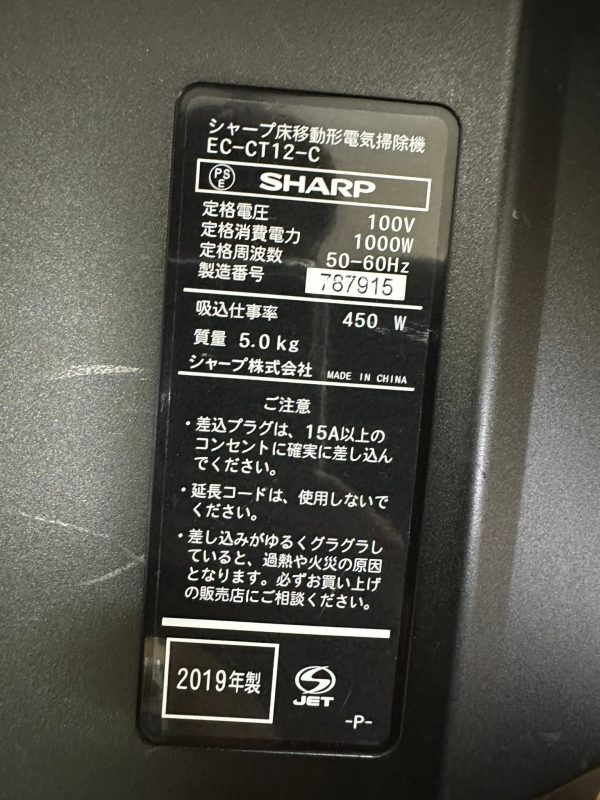 シャープ床移動形電気掃除機
EC-CT12-C
PS
E
SHARP
定格電圧 100V
定格消費電力 1000W
定格周波数 50-60Hz
製造番号 787915
吸込仕事率 450 W
質量 5.0kg
シャープ株式会社 MADE IN CHINA
ご注意
・差込プラグは、15A以上の
コンセントに確実に差し込ん
でください。
・延長コードは、使用しないで
ください。
・差し込みがゆるくグラグラし
ていると、過熱や火災の原因
となります。必ずお買い上げ
の販売店にご相談ください。
2019年製
S
JET
-P-